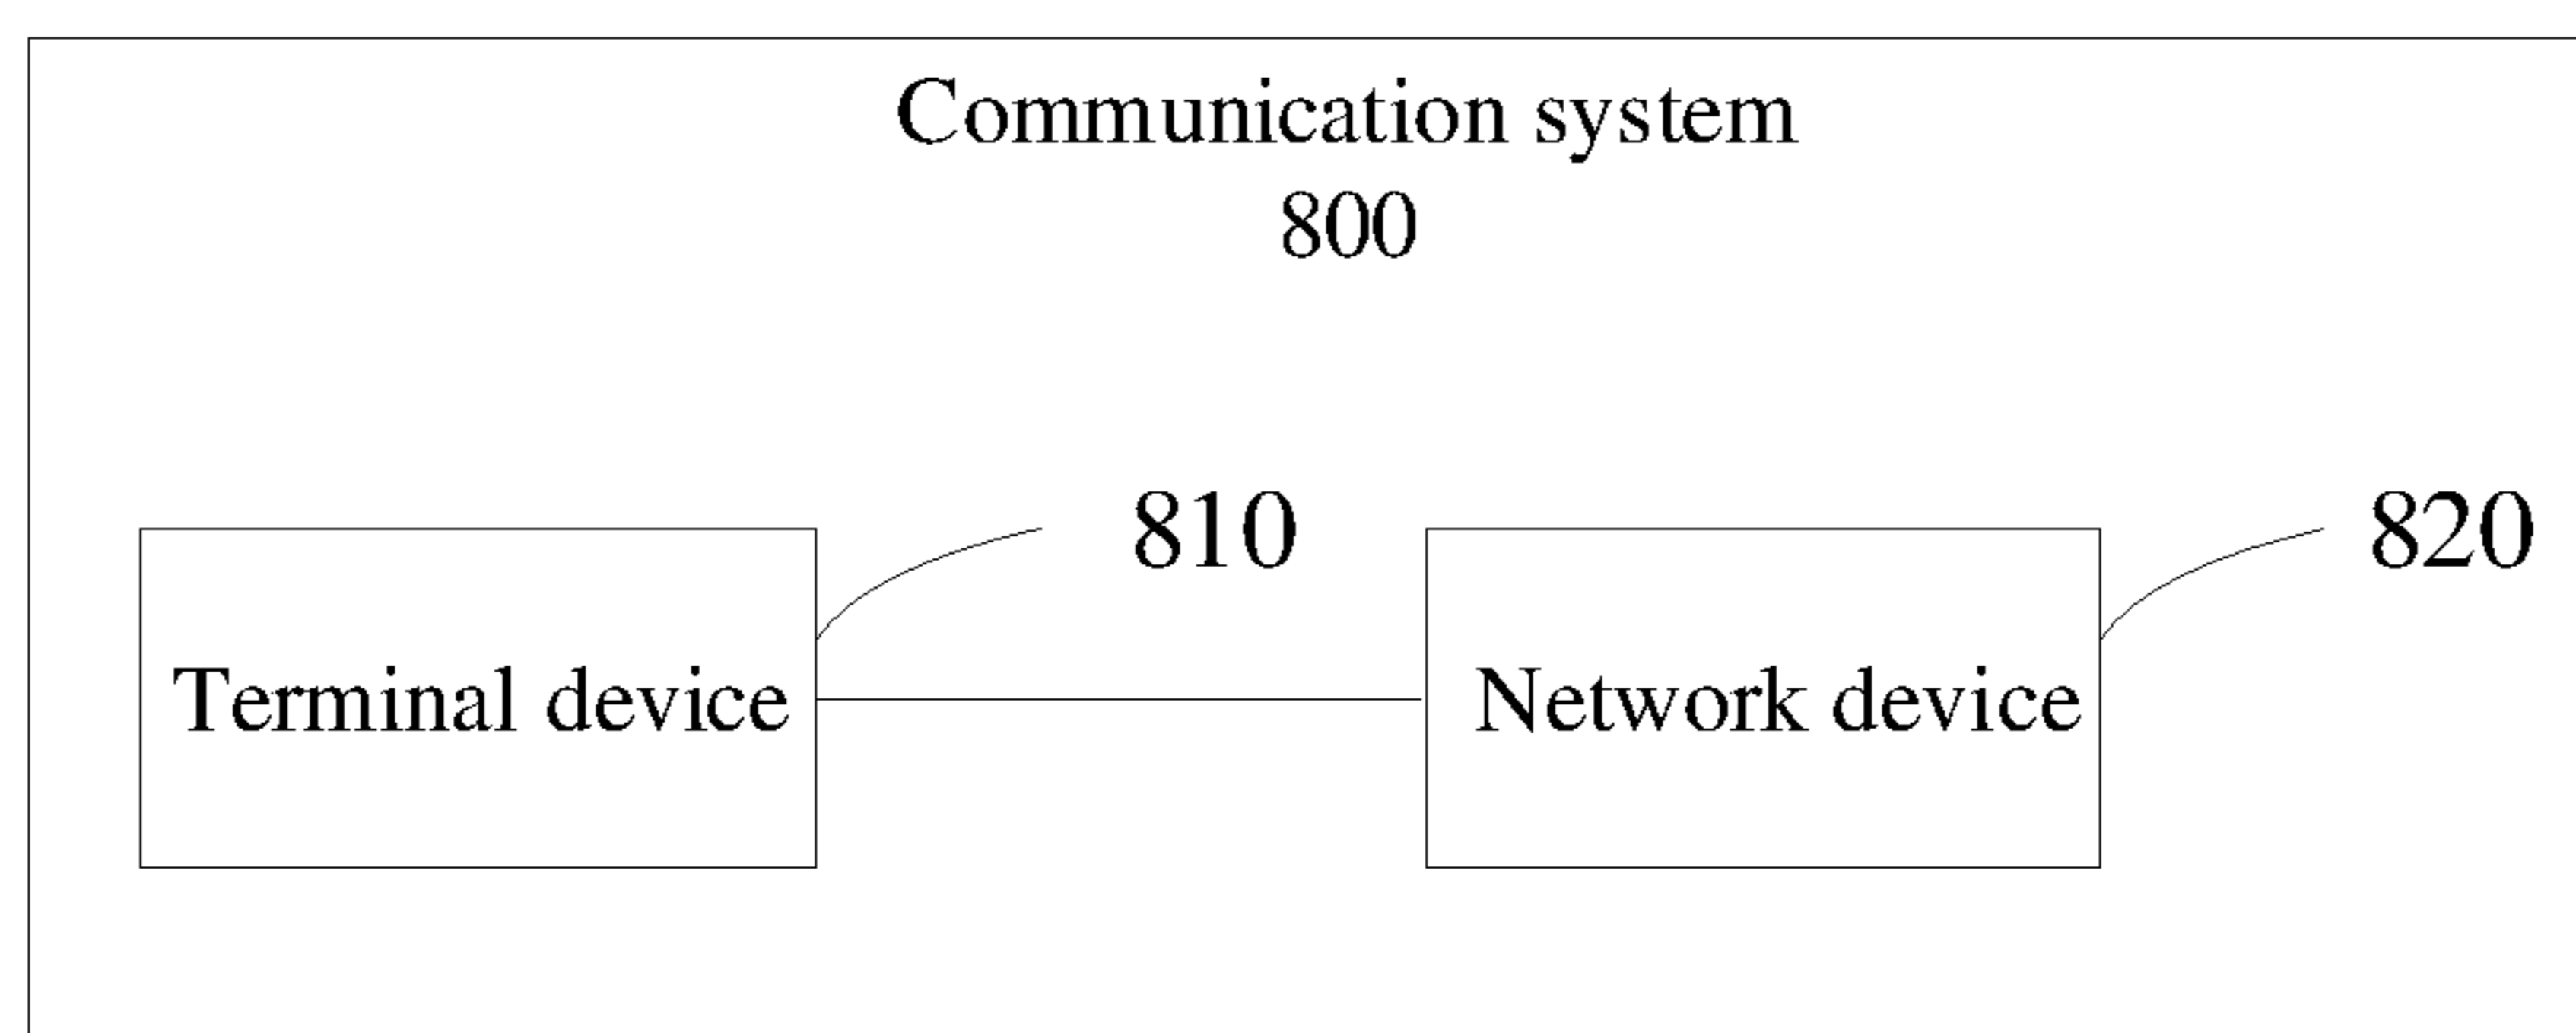 Communication system
800
810
820
Terminal device
Network device